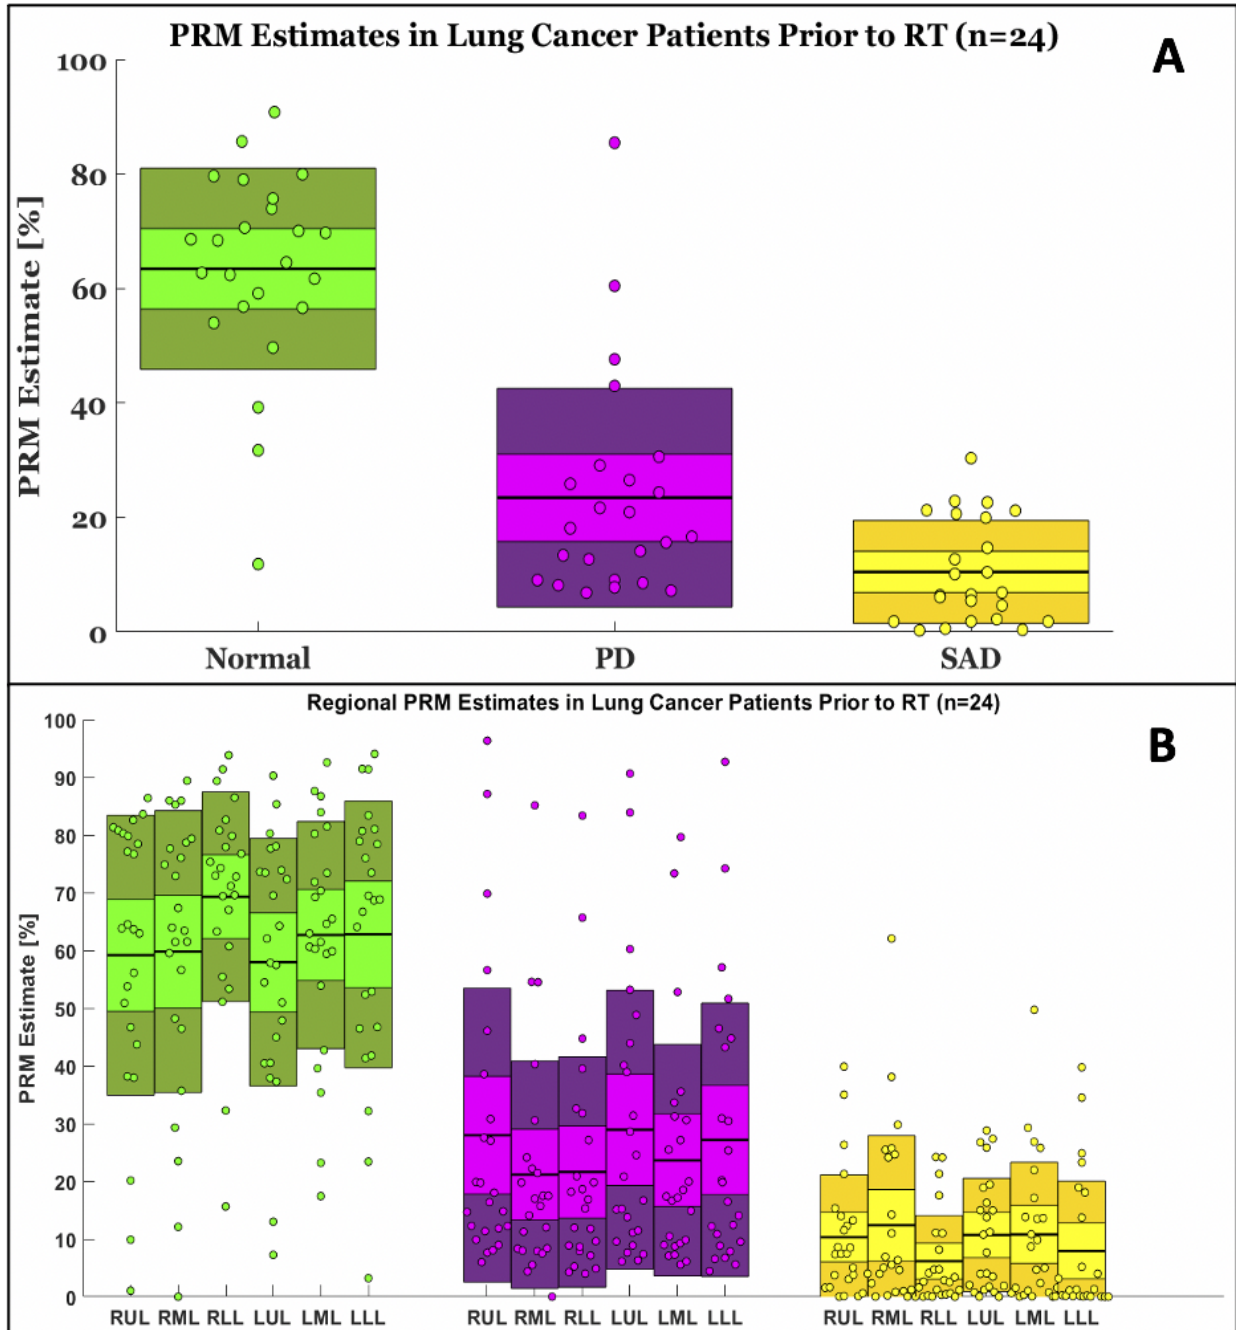 PRM Estimates in Lung Cancer Patients Prior to RT (n=24)
A
PRM Estimate [%]
100
80
60
40
20
0
Normal PD SAD
Regional PRM Estimates in Lung Cancer Patients Prior to RT (n=24)
B
PRM Estimate [%]
100
90
80
70
60
50
40
30
20
10
0
RUL RML RLL LUL LML LLL RUL RML RLL LUL LML LLL RUL RML RLL LUL LML LLL